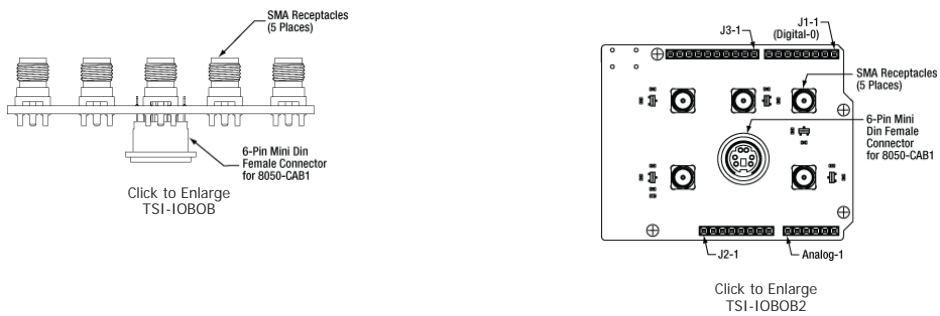 SMA Receptacles
(5 Places)
6-Pin Mini
Din Female
Connector
for 8050-CAB1
Click to Enlarge
TSI-IOBOB
J3-1
J1-1
(Digital-0)
SMA Receptacles
(5 Places)
6-Pin Mini
Din Female
Connector
for 8050-CAB1
J2-1
Analog-1
Click to Enlarge
TSI-IOBOB2